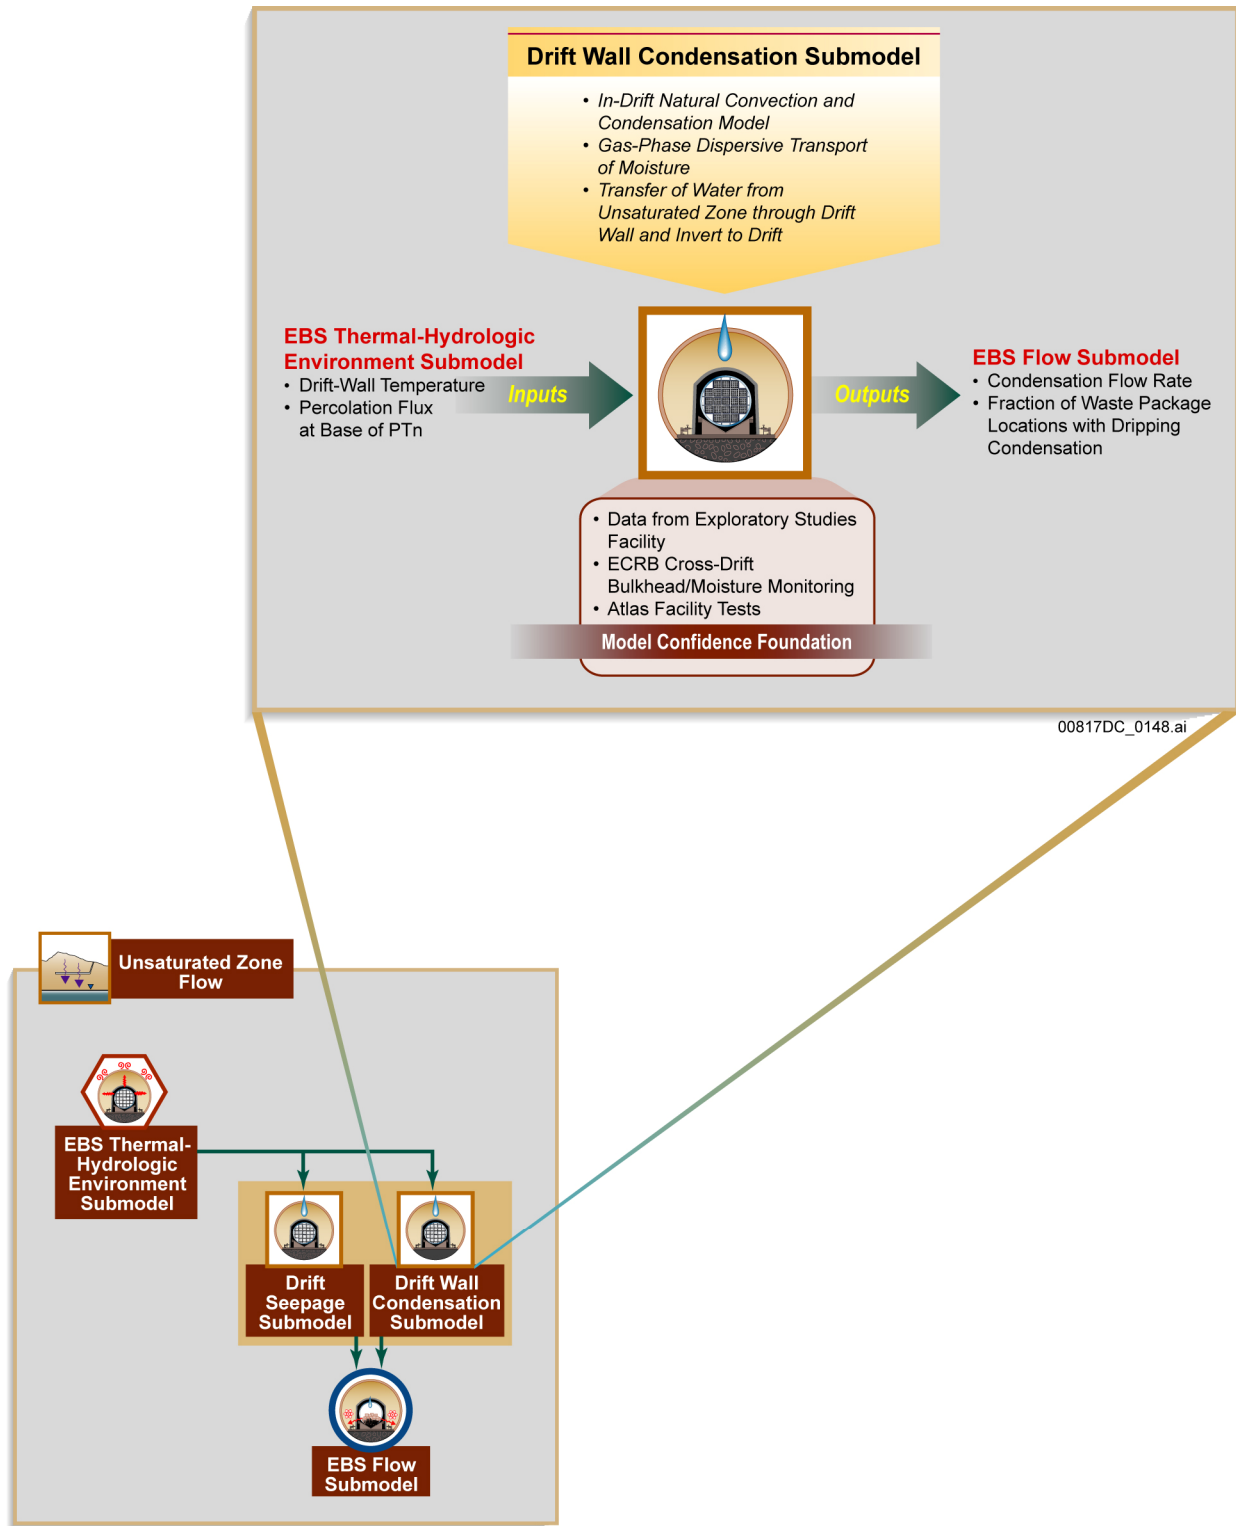 Drift Wall Condensation Submodel
• In-Drift Natural Convection and
Condensation Model
• Gas-Phase Dispersive Transport
of Moisture
• Transfer of Water from
Unsaturated Zone through Drift
Wall and Invert to Drift
EBS Thermal-Hydrologic
Environment Submodel
• Drift-Wall Temperature
• Percolation Flux
at Base of PTn
Inputs
Outputs
EBS Flow Submodel
• Condensation Flow Rate
• Fraction of Waste Package
Locations with Dripping
Condensation
• Data from Exploratory Studies
Facility
• ECRB Cross-Drift
Bulkhead/Moisture Monitoring
• Atlas Facility Tests
Model Confidence Foundation
00817DC_0148.ai
Unsaturated Zone
Flow
EBS Thermal-
Hydrologic
Environment
Submodel
Drift
Seepage
Submodel
Drift Wall
Condensation
Submodel
EBS Flow
Submodel